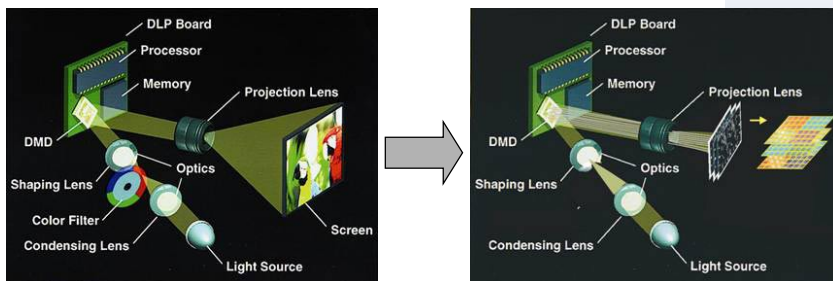 DLP Board
Processor
Memory
Projection Lens
DMD
Optics
Shaping Lens
Color Filter
Condensing Lens
Screen
Light Source
DLP Board
Processor
Memory
Projection Lens
DMD
Optics
Shaping Lens
Condensing Lens
Light Source